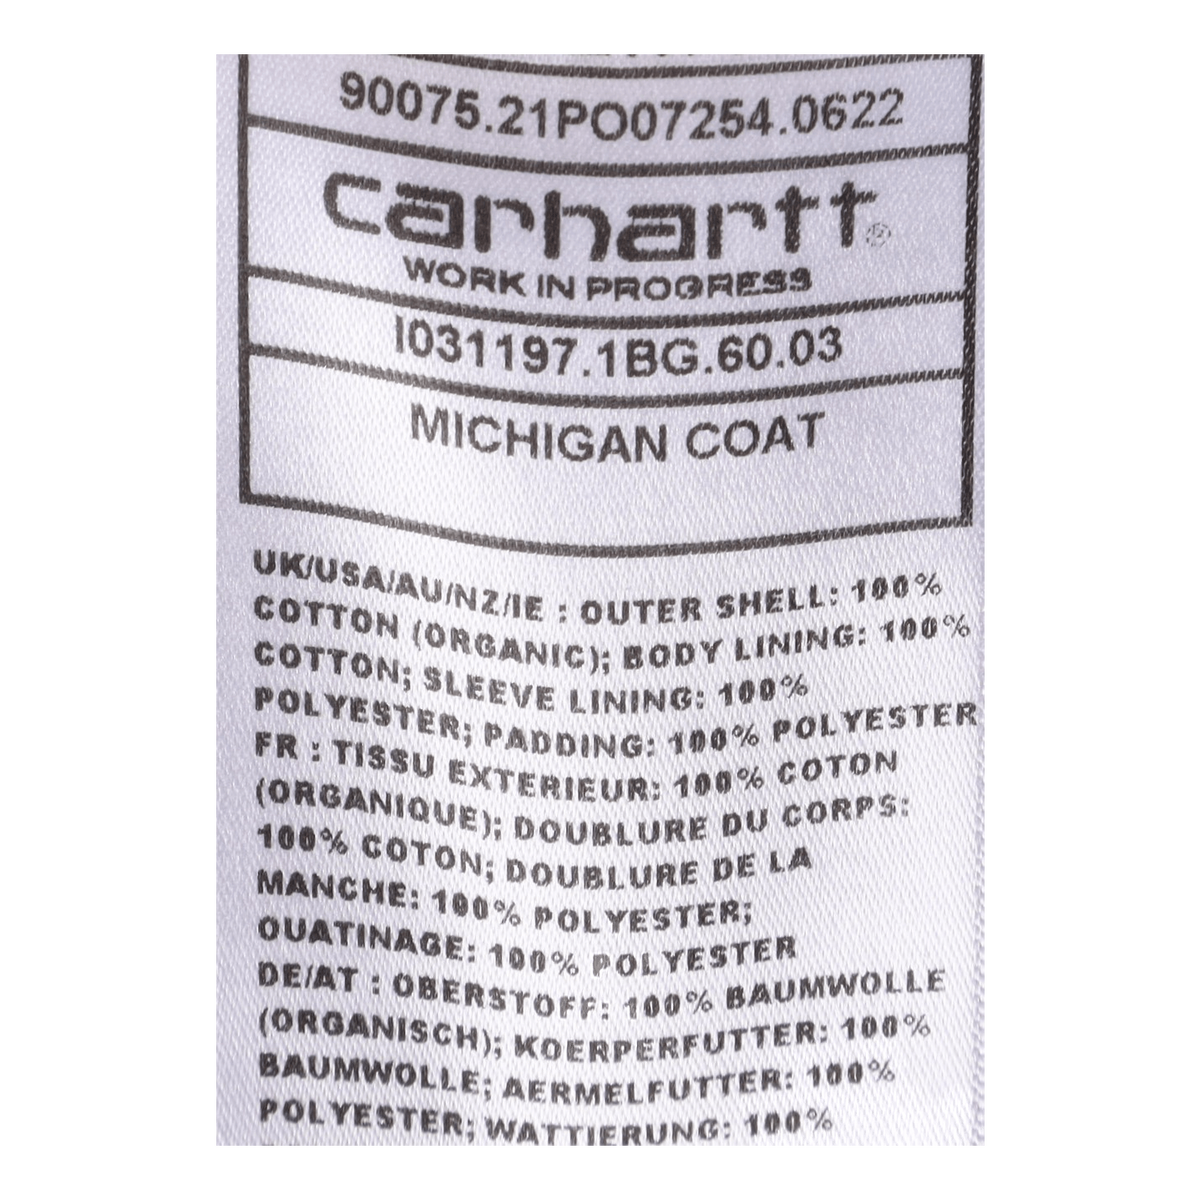 90075.21PO07254.0622
carhartt®
WORK IN PROGRESS
I031197.1BG.60.03
MICHIGAN COAT
UK/USA/AU/NZ/IE : OUTER SHELL: 100%
COTTON (ORGANIC); BODY LINING: 100%
COTTON; SLEEVE LINING: 100%
POLYESTER; PADDING: 100% POLYESTER
FR : TISSU EXTERIEUR: 100% COTON
(ORGANIQUE); DOUBLURE DU CORPS:
100% COTON; DOUBLURE DE LA
MANCHE: 100% POLYESTER;
OUATINAGE: 100% POLYESTER
DE/AT : OBERSTOFF: 100% BAUMWOLLE
(ORGANISCH); KOERPERFUTTER: 100%
BAUMWOLLE; AERMELFUTTER: 100%
POLYESTER; WATTIERUNG: 100%